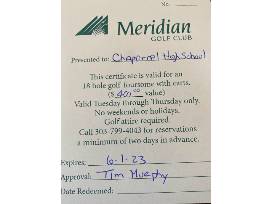 No.
Meridian
GOLF CLUB
Presented to: Chaparral High School
This certificate is valid for an
18 hole golf foursome with carts.
($ 400.00 value)
Valid Tuesday through Thursday only.
No weekends or holidays.
Golf attire required.
Call 303-799-4043 for reservations
a minimum of two days in advance.
Expires: 6-1-23
Approval: Tim Murphy
Date Redeemed: